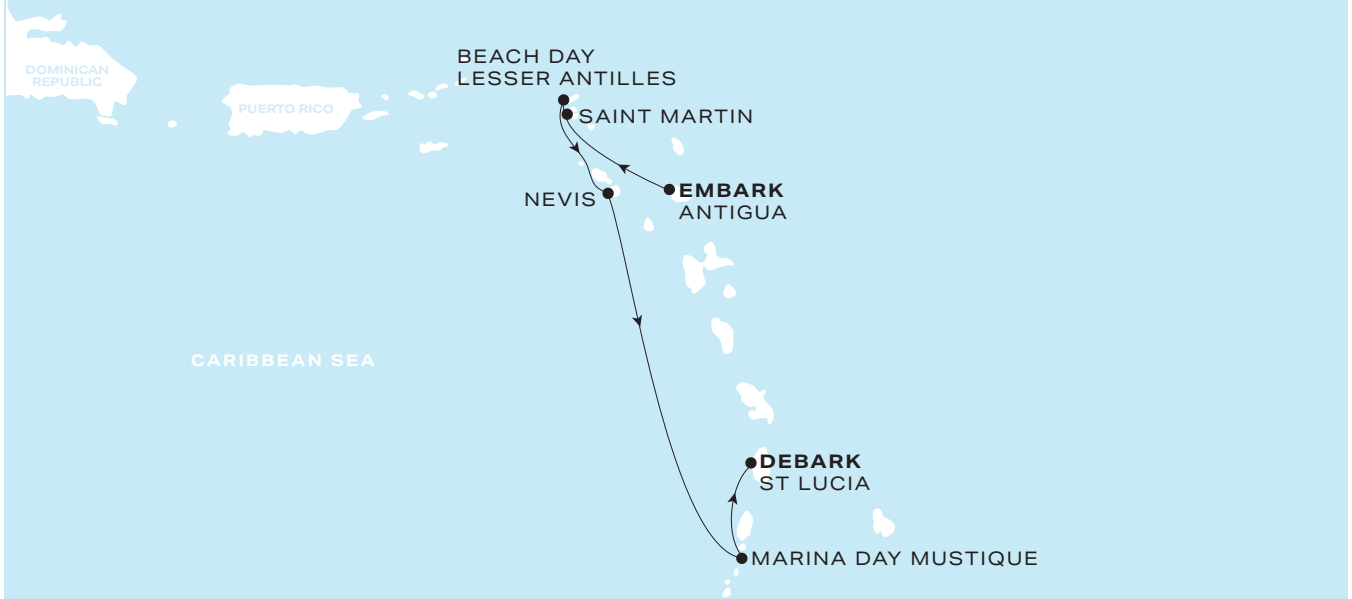 BEACH DAY
LESSER ANTILLES
DOMINICAN
REPUBLIC
PUERTO RICO
SAINT MARTIN
NEVIS
EMBARK
ANTIGUA
CARIBBEAN SEA
DEBARK
ST LUCIA
MARINA DAY MUSTIQUE